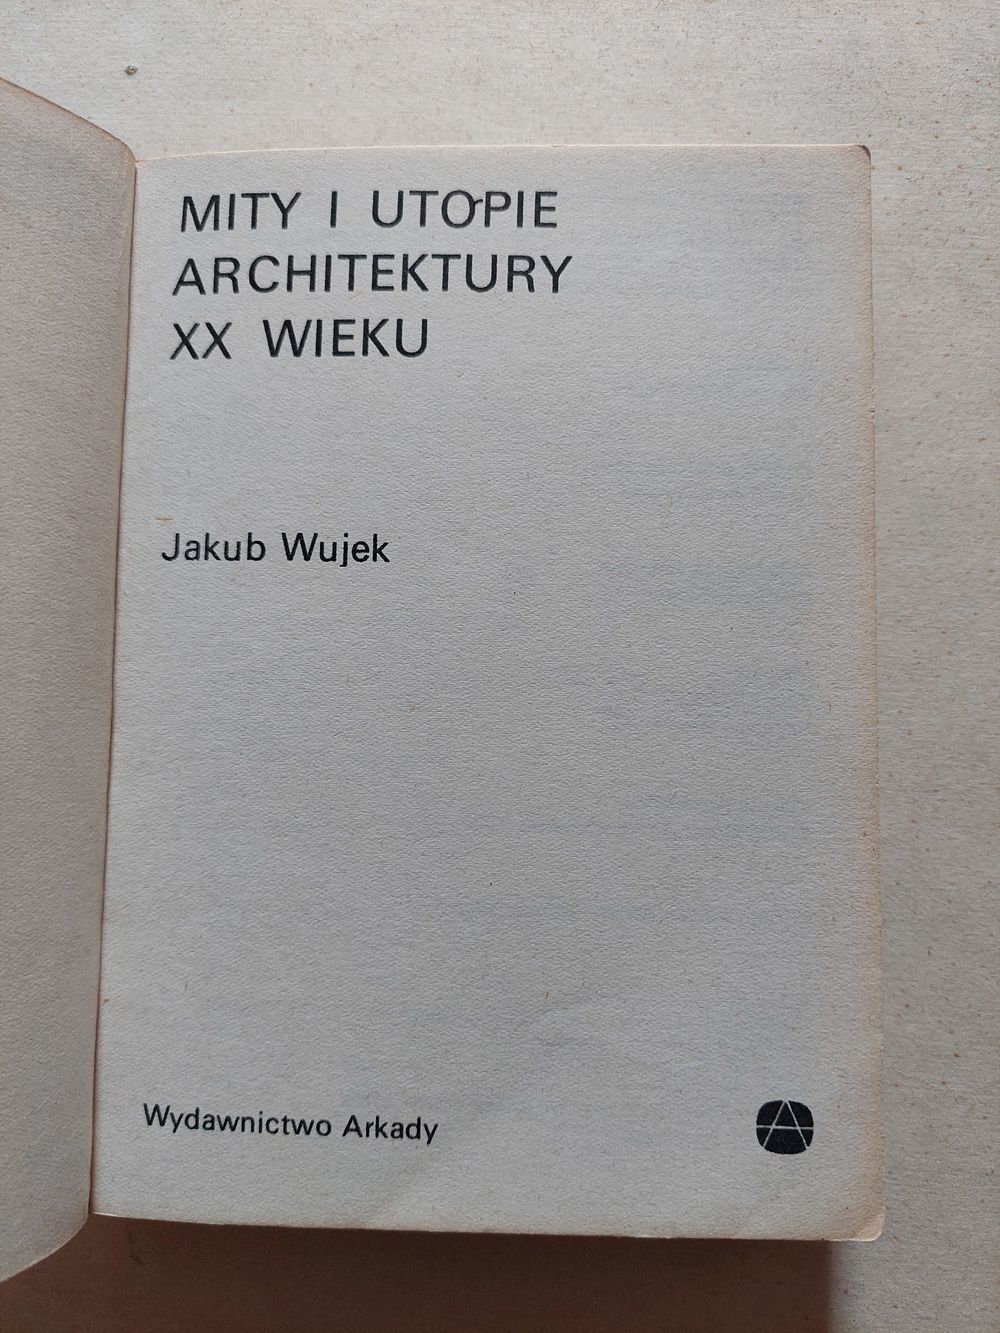 MITY I UTOPIE
ARCHITEKTURY
XX WIEKU
Jakub Wujek
Wydawnictwo Arkady
A